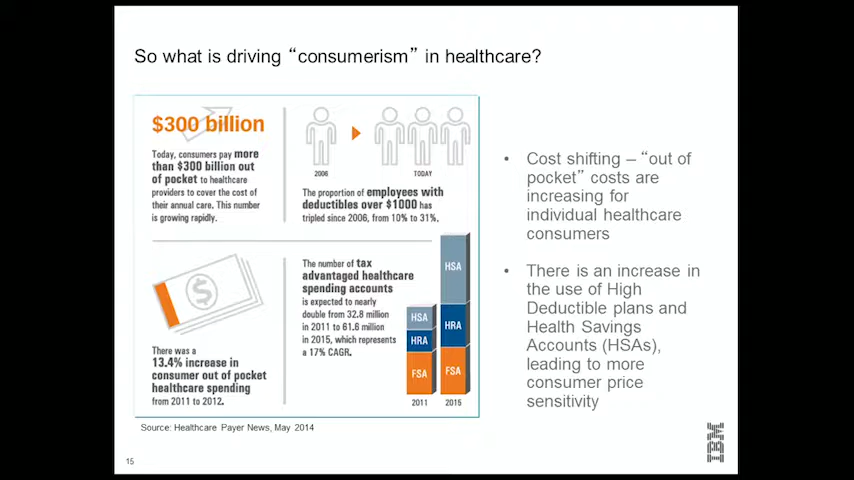 So what is driving “consumerism” in healthcare?
$300 billion
Today, consumers pay more
than $300 billion out
of pocket to healthcare
providers to cover the cost of
their annual care. This number
is growing rapidly.
2006
TODAY
The proportion of employees with
deductibles over $1000 has
tripled since 2006, from 10% to 31%.
There was a
13.4% increase in
consumer out of pocket
healthcare spending
from 2011 to 2012.
The number of tax
advantaged healthcare
spending accounts
is expected to nearly
double from 32.8 million
in 2011 to 61.6 million
in 2015, which represents
a 17% CAGR.
HSA
HRA
FSA
2011
HSA
HRA
FSA
2015
Source: Healthcare Payer News, May 2014
• Cost shifting – “out of
pocket” costs are
increasing for
individual healthcare
consumers
• There is an increase in
the use of High
Deductible plans and
Health Savings
Accounts (HSAs),
leading to more
consumer price
sensitivity
15
IBM